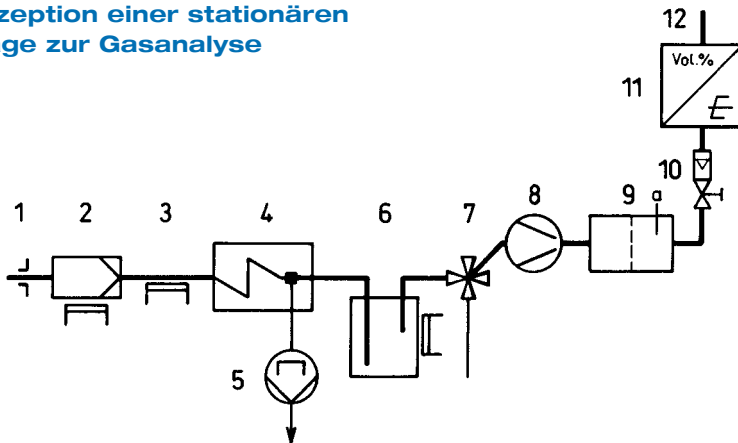 zeption einer stationären
ge zur Gasanalyse
12
Vol.%
11
E
10
1 2 3 4 6 7 8 9 a
5